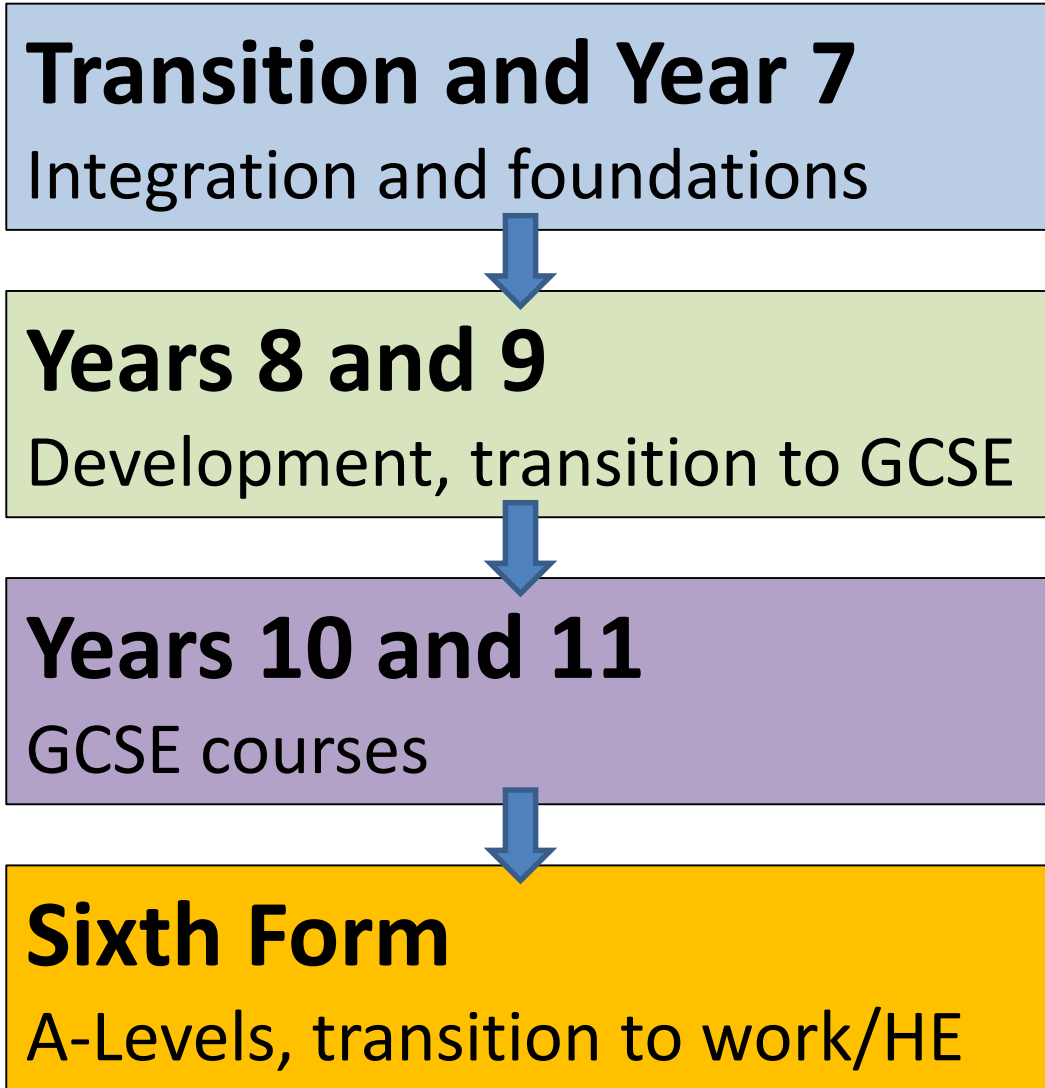 Transition and Year 7
Integration and foundations
Years 8 and 9
Development, transition to GCSE
Years 10 and 11
GCSE courses
Sixth Form
A-Levels, transition to work/HE